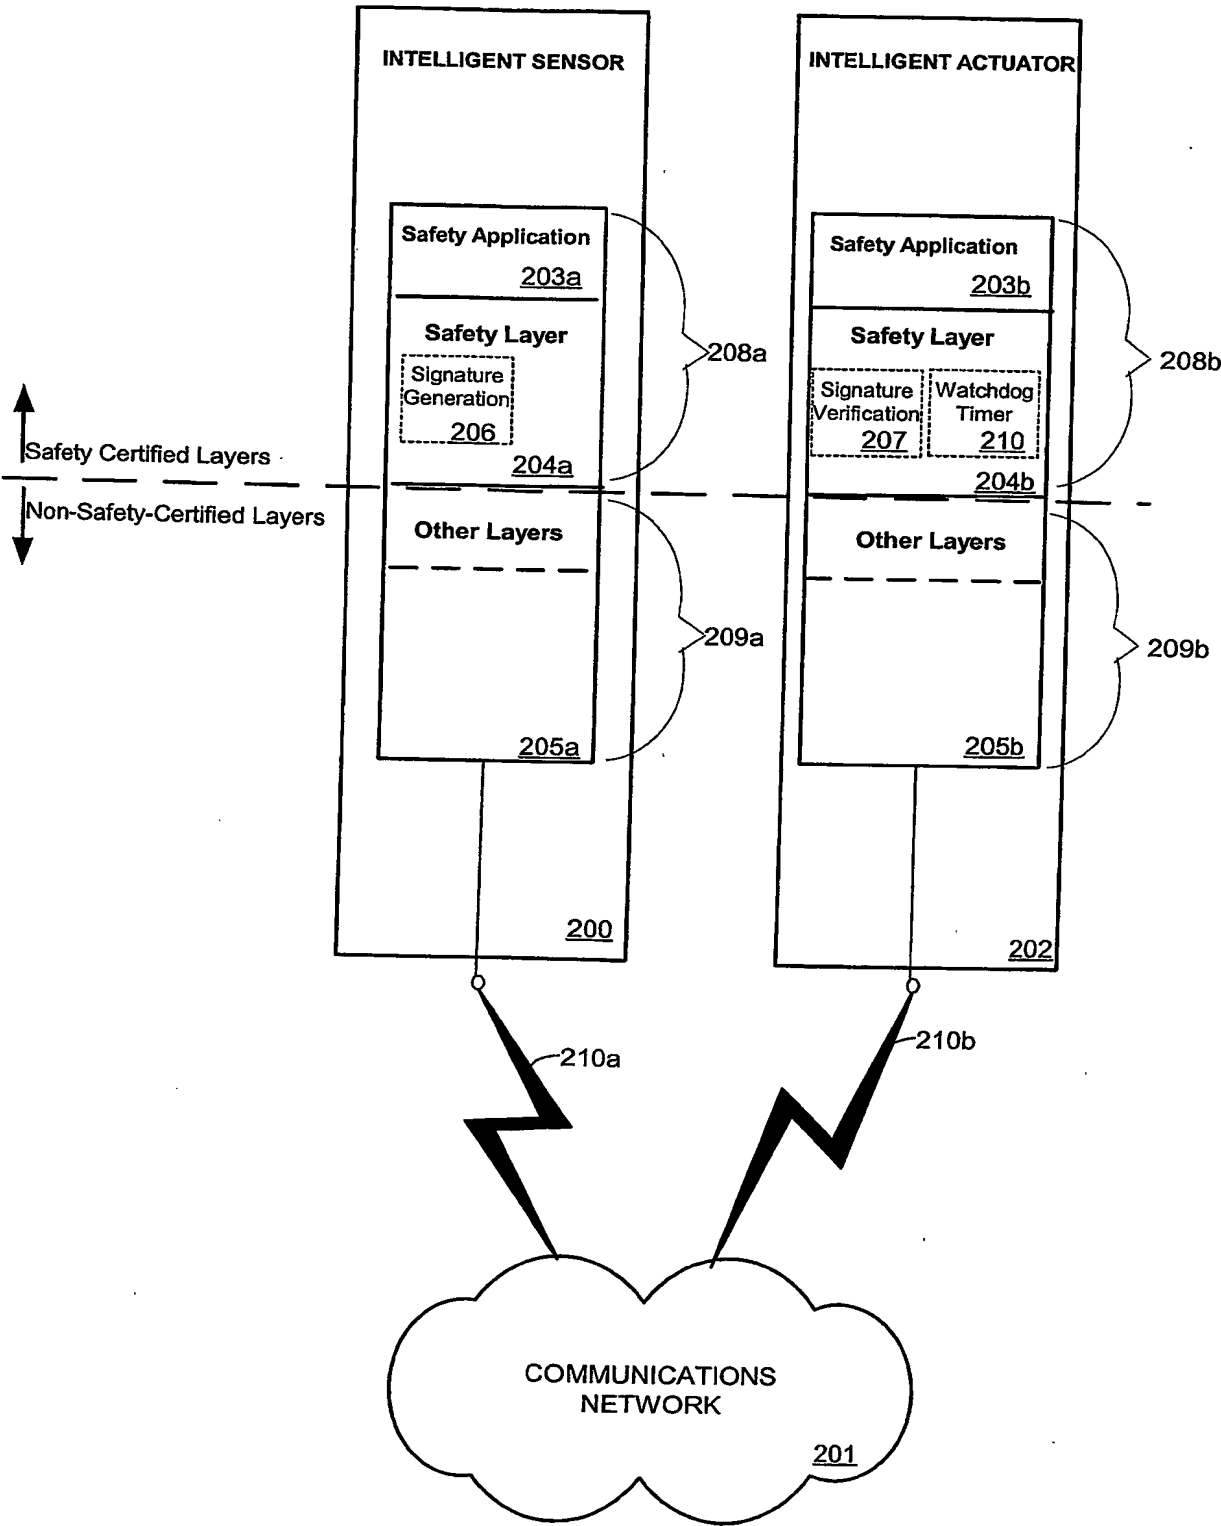 INTELLIGENT SENSOR
Safety Application
203a
Safety Layer
Signature
Generation
206
204a
Other Layers
205a
200
208a
209a
INTELLIGENT ACTUATOR
Safety Application
203b
Safety Layer
Signature
Verification
207
Watchdog
Timer
210
204b
Other Layers
205b
202
208b
209b
Safety Certified Layers
Non-Safety-Certified Layers
210a
210b
COMMUNICATIONS
NETWORK
201